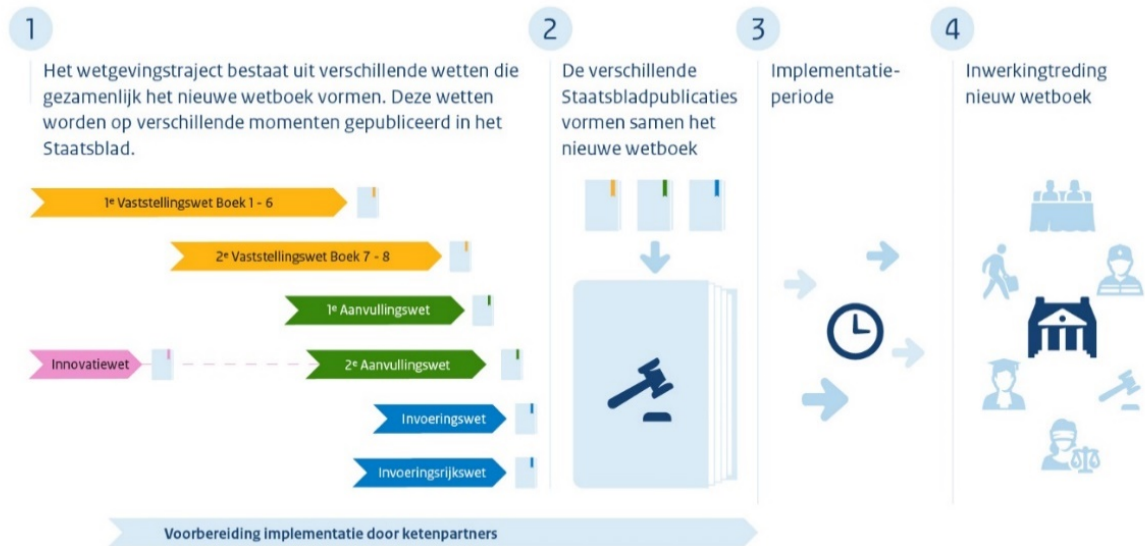 1
Het wetgevingstraject bestaat uit verschillende wetten die
gezamenlijk het nieuwe wetboek vormen. Deze wetten
worden op verschillende momenten gepubliceerd in het
Staatsblad.
1e Vaststellingswet Boek 1 - 6
2e Vaststellingswet Boek 7 - 8
1e Aanvullingswet
Innovatiewet
2e Aanvullingswet
Invoeringswet
Invoeringsrijkswet
2
De verschillende
Staatsbladpublicaties
vormen samen het
nieuwe wetboek
3
Implementatie-
periode
4
Inwerkingtreding
nieuw wetboek
Voorbereiding implementatie door ketenpartners